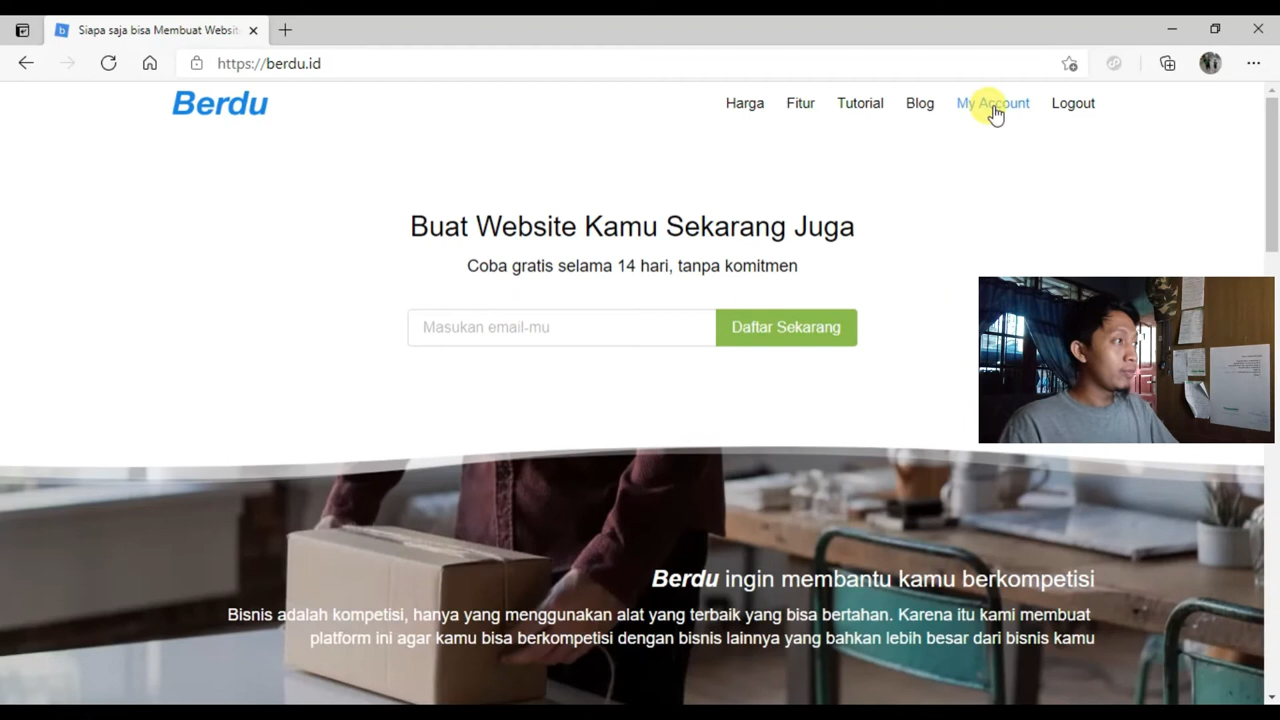 Siapa saja bisa Membuat Websit
https://berdu.id
Berdu
Harga Fitur Tutorial Blog My Account Logout
Buat Website Kamu Sekarang Juga
Coba gratis selama 14 hari, tanpa komitmen
Masukan email-mu Daftar Sekarang
Berdu ingin membantu kamu berkompetisi
Bisnis adalah kompetisi, hanya yang menggunakan alat yang terbaik yang bisa bertahan. Karena itu kami membuat
platform ini agar kamu bisa berkompetisi dengan bisnis lainnya yang bahkan lebih besar dari bisnis kamu